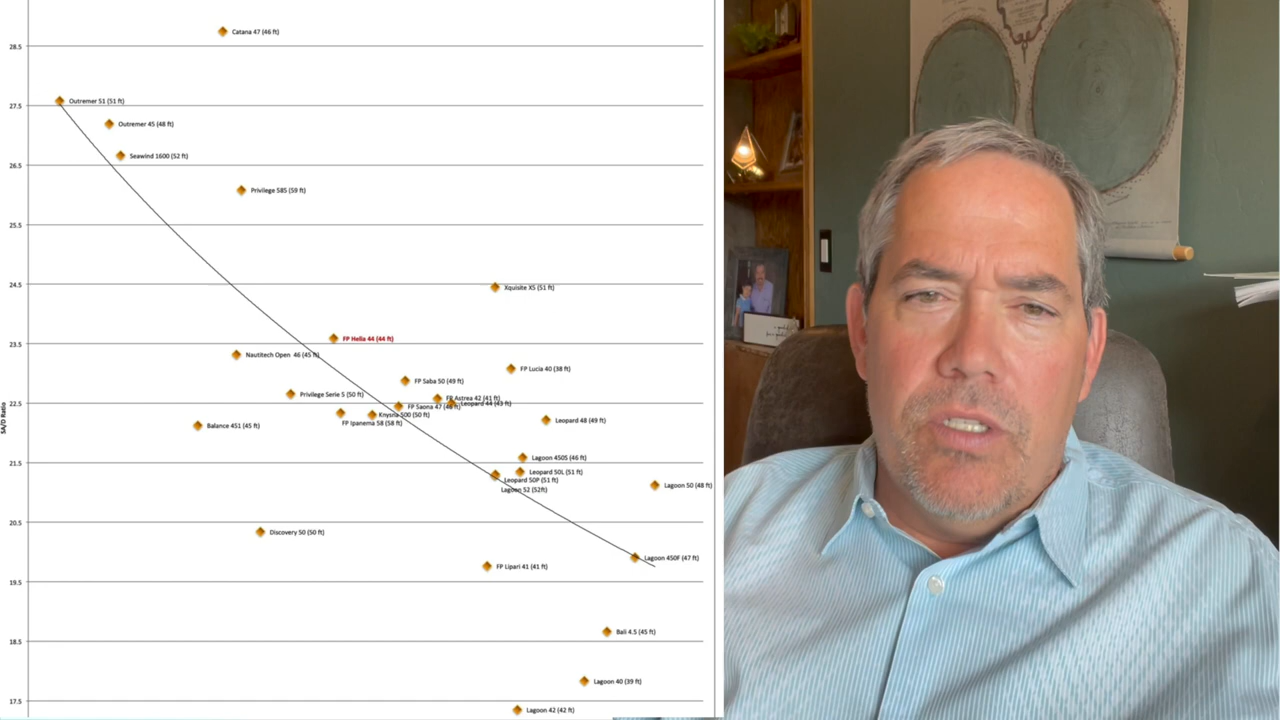 28.5
Catana 47 (46 ft)
27.5
Outremer 51 (51 ft)
Outremer 45 (48 ft)
Seawind 1600 (52 ft)
26.5
Privilege 585 (59 ft)
25.5
24.5
Xquisite X5 (51 ft)
23.5
FP Hella 44 (44 ft)
Nautitech Open 46 (45 ft)
FP Lucia 40 (38 ft)
FP Saba 50 (49 ft)
Privilege Serie 5 (50 ft)
FP Astrea 42 (41 ft)
Leopard 44 (43 ft)
22.5
FP Saona 47 (46 ft)
Knysna 500 (50 ft)
FP Ipanema 58 (58 ft)
Leopard 48 (49 ft)
Balance 451 (45 ft)
SA/D Ratio
21.5
Lagoon 450S (46 ft)
Leopard 50L (51 ft)
Leopard 50P (51 ft)
Lagoon 50 (48 ft)
Lagoon 52 (52ft)
20.5
Discovery 50 (50 ft)
Lagoon 450F (47 ft)
FP Lipari 41 (41 ft)
19.5
Bali 4.5 (45 ft)
18.5
Lagoon 40 (39 ft)
17.5
Lagoon 42 (42 ft)